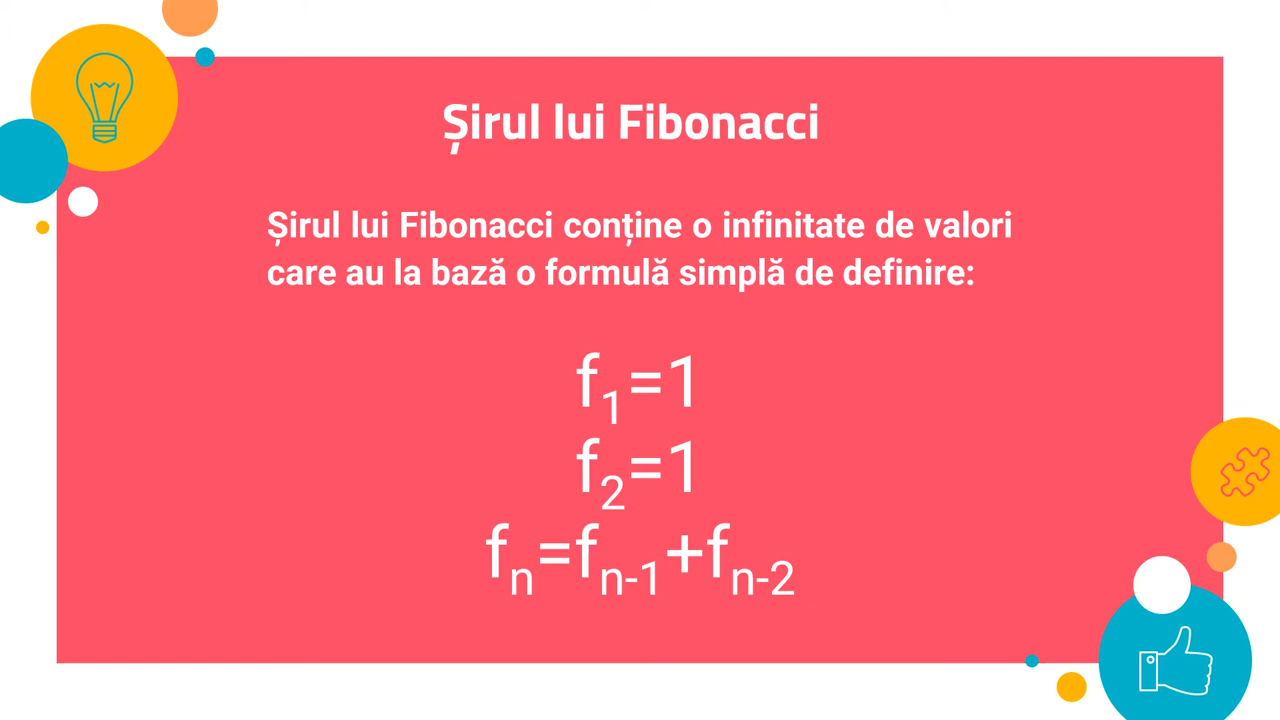 Șirul lui Fibonacci
Șirul lui Fibonacci conține o infinitate de valori
care au la bază o formulă simplă de definire:
f₁=1
f₂=1
fₙ=fₙ₋₁+fₙ₋₂